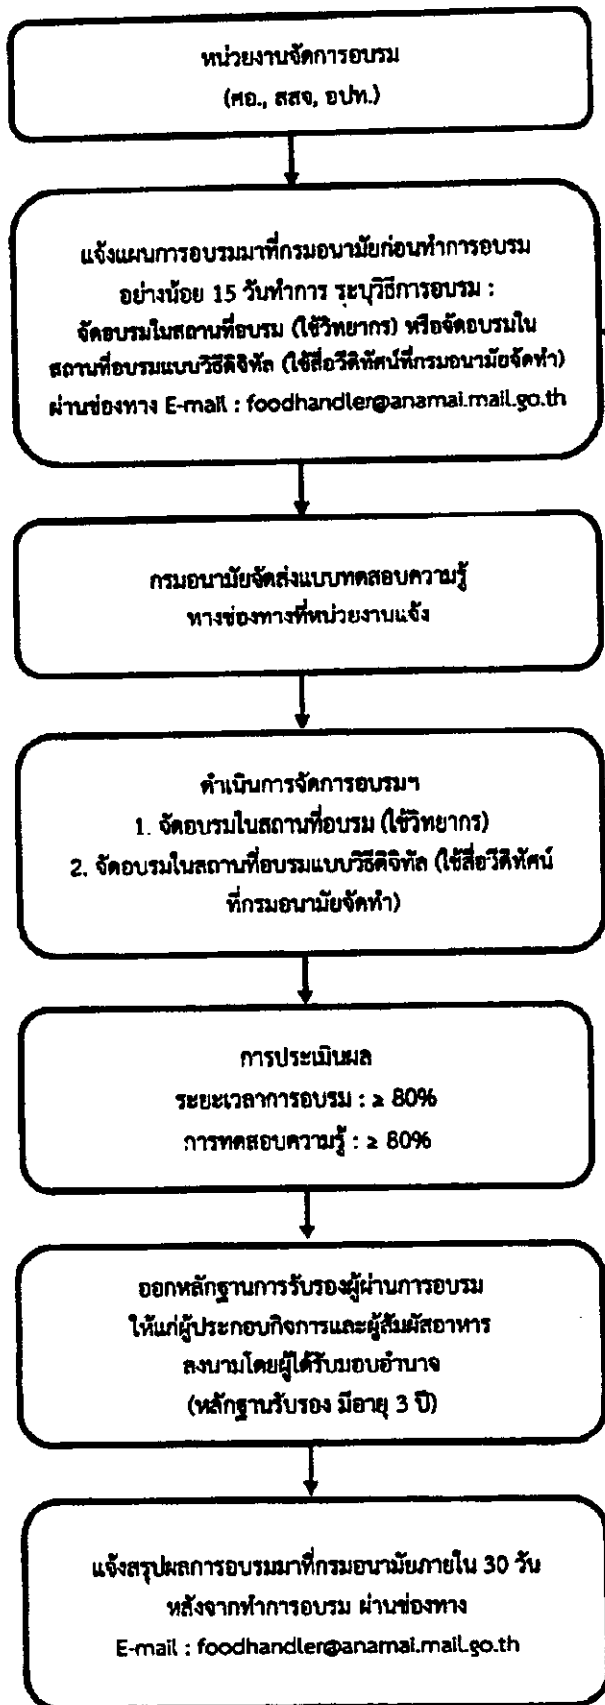 หน่วยงานจัดการอบรม
(ศอ., สสจ, อปท.)
แจ้งแผนการอบรมมาที่กรมอนามัยก่อนทำการอบรม
อย่างน้อย 15 วันทำการ ระบุวิธีการอบรม :
จัดอบรมในสถานที่อบรม (ใช้วิทยากร) หรือจัดอบรมใน
สถานที่อบรมแบบวิธีดิจิทัล (ใช้สื่อวีดิทัศน์ที่กรมอนามัยจัดทำ)
ผ่านช่องทาง E-mail : foodhandler@anamai.mail.go.th
กรมอนามัยจัดส่งแบบทดสอบความรู้
ทางช่องทางที่หน่วยงานแจ้ง
ดำเนินการจัดการอบรมฯ
1. จัดอบรมในสถานที่อบรม (ใช้วิทยากร)
2. จัดอบรมในสถานที่อบรมแบบวิธีดิจิทัล (ใช้สื่อวีดิทัศน์
ที่กรมอนามัยจัดทำ)
การประเมินผล
ระยะเวลาการอบรม : ≥ 80%
การทดสอบความรู้ : ≥ 80%
ออกหลักฐานการรับรองผู้ผ่านการอบรม
ให้แก่ผู้ประกอบกิจการและผู้สัมผัสอาหาร
ลงนามโดยผู้ได้รับมอบอำนาจ
(หลักฐานรับรอง มีอายุ 3 ปี)
แจ้งสรุปผลการอบรมมาที่กรมอนามัยภายใน 30 วัน
หลังจากทำการอบรม ผ่านช่องทาง
E-mail : foodhandler@anamai.mail.go.th